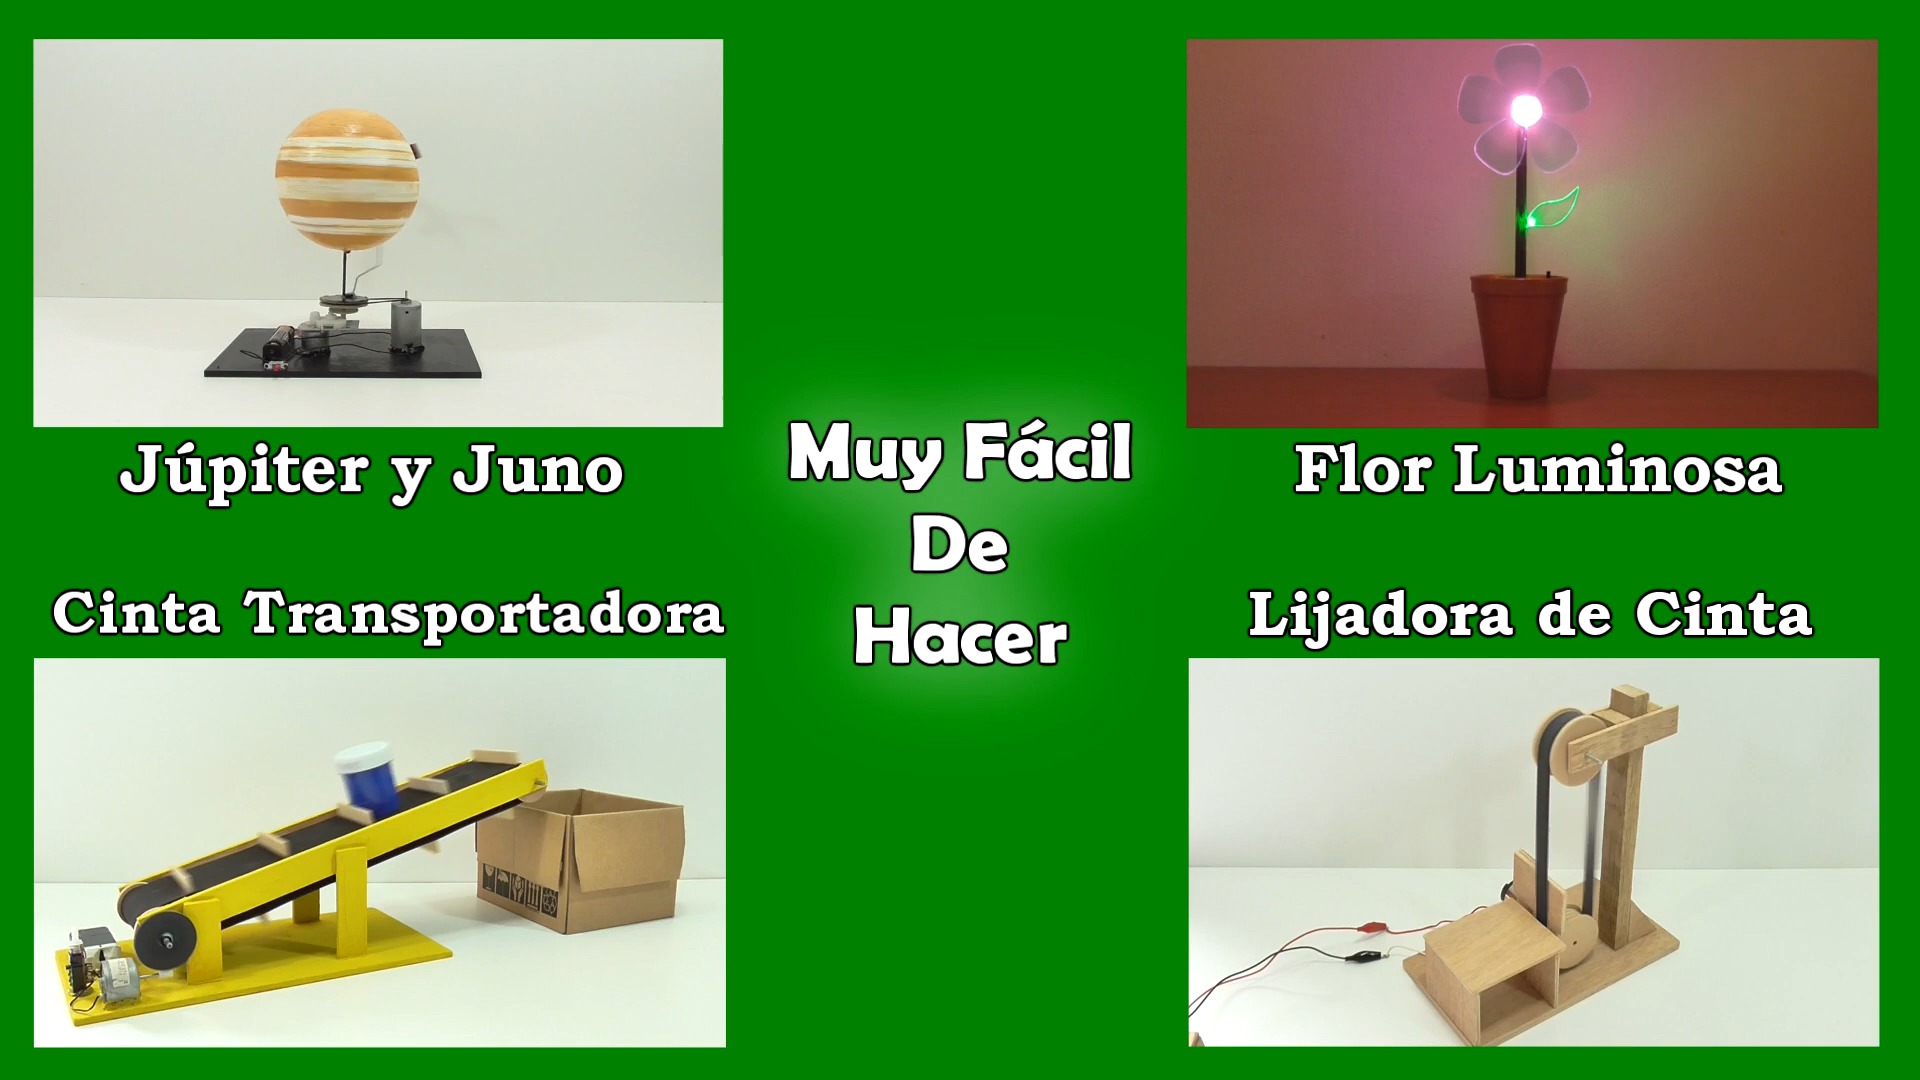 Júpiter y Juno
Flor Luminosa
Muy Fácil
De
Hacer
Cinta Transportadora
Lijadora de Cinta